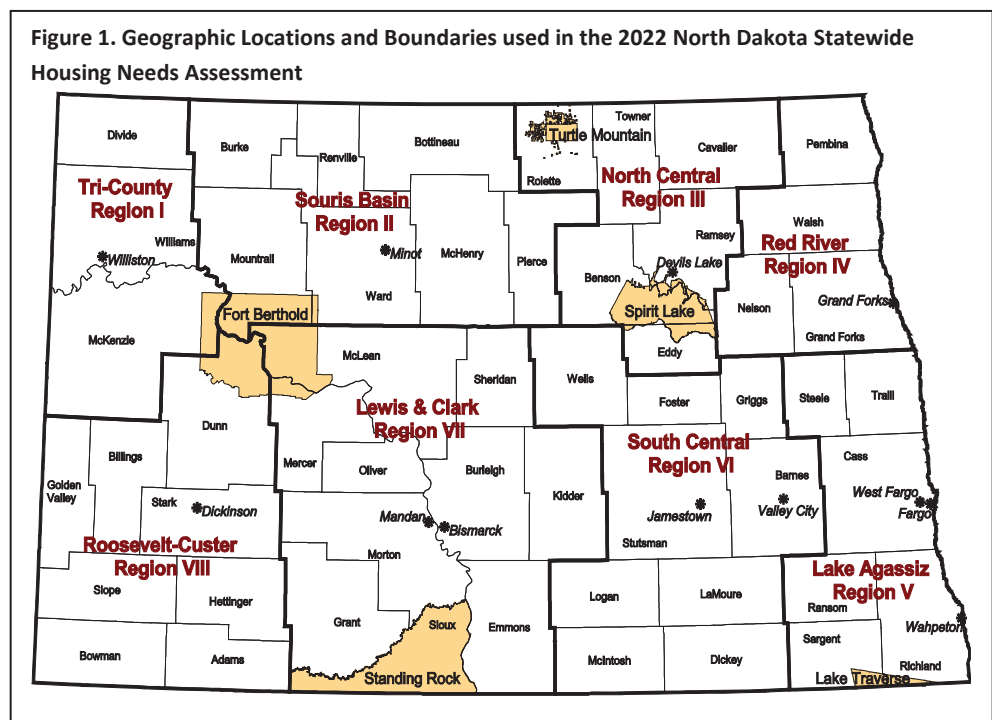 Figure 1. Geographic Locations and Boundaries used in the 2022 North Dakota Statewide
Housing Needs Assessment
Divide
Burke
Renville
Bottineau
Towner
Turtle Mountain
Rolette
Cavalier
Pembina
Tri-County
Region I
Souris Basin
Region II
North Central
Region III
Williams
Williston
Mountrail
Minot
Ward
McHenry
Pierce
Benson
Ramsey
Devils Lake
Spirit Lake
Walsh
Red River
Region IV
Nelson
Grand Forks
Grand Forks
McKenzie
Fort Berthold
McLean
Sheridan
Wells
Eddy
Foster
Griggs
Steele
Traill
Dunn
Lewis & Clark
Region VII
South Central
Region VI
Golden
Valley
Billings
Stark
Dickinson
Mercer
Oliver
Burleigh
Kidder
Mandan
Bismarck
Morton
Jamestown
Stutsman
Barnes
Valley City
Cass
West Fargo
Fargo
Roosevelt-Custer
Region VIII
Lake Agassiz
Region V
Slope
Hettinger
Bowman
Adams
Grant
Sioux
Standing Rock
Emmons
Logan
LaMoure
McIntosh
Dickey
Ransom
Sargent
Wahpeton
Richland
Lake Traverse